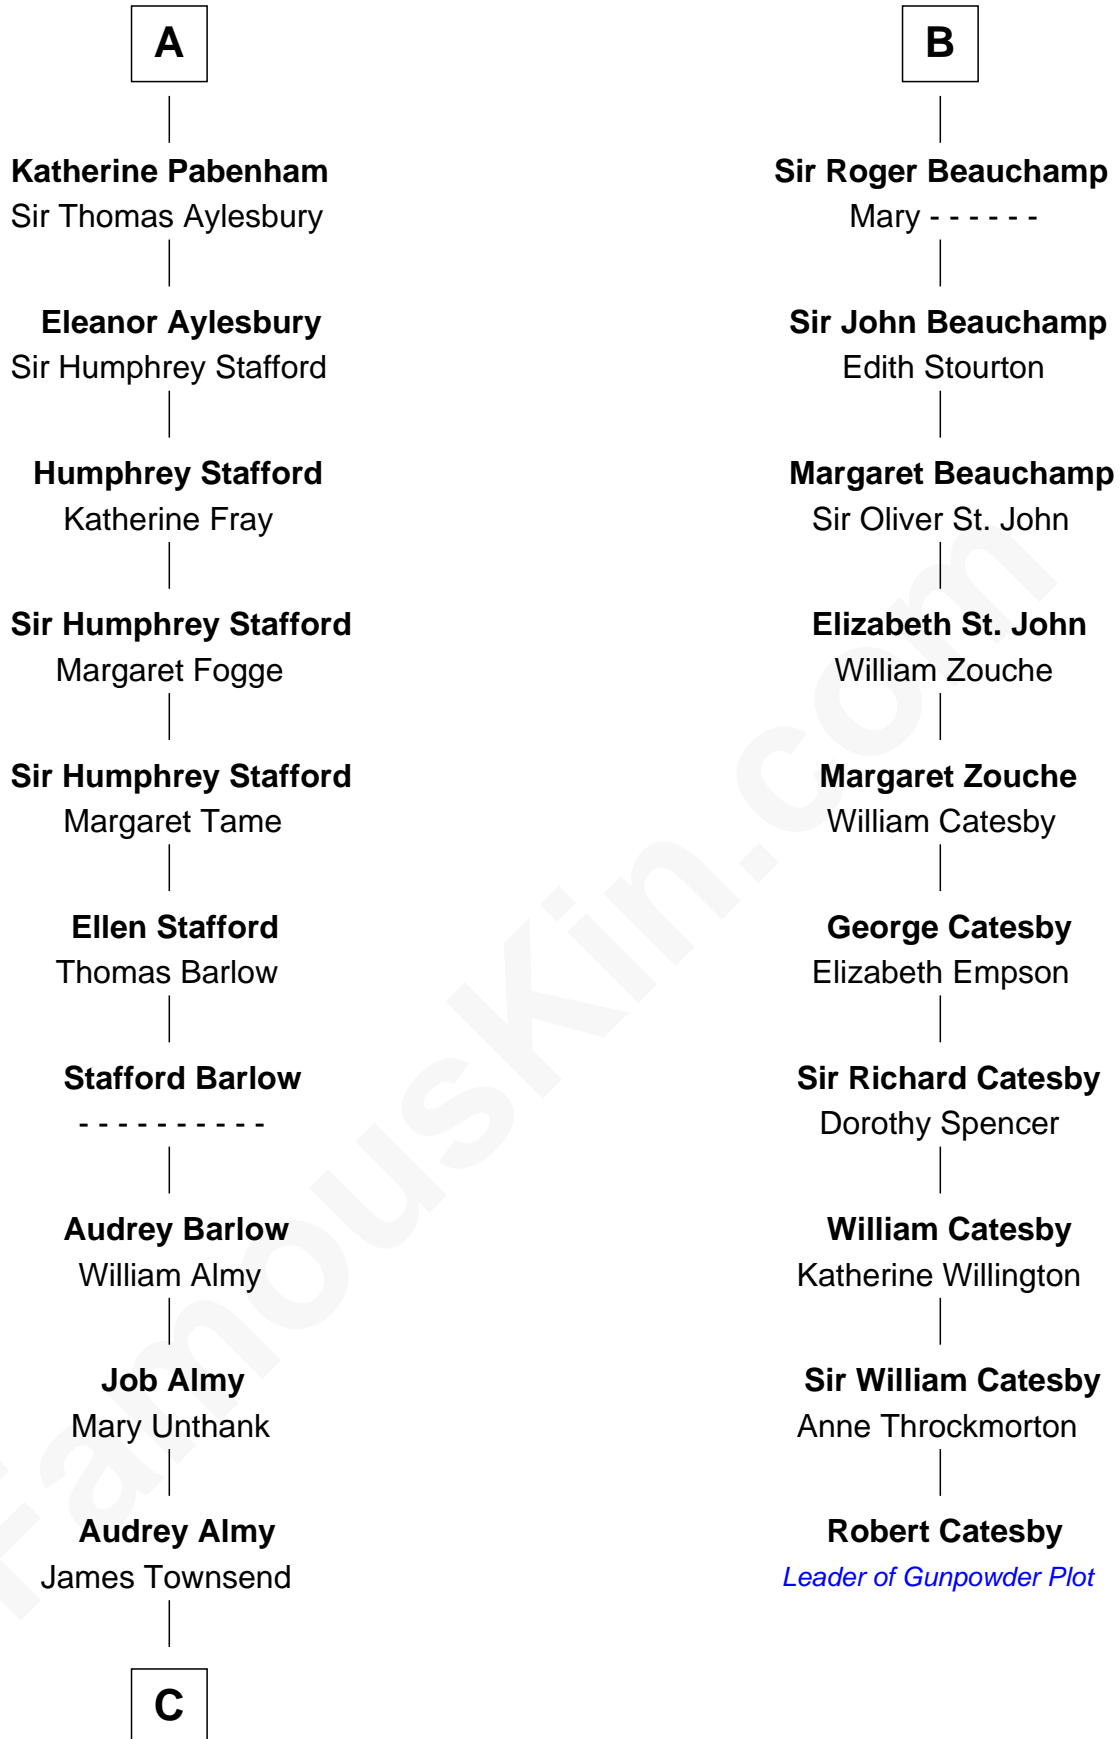 A
Katherine Pabenham
Sir Thomas Aylesbury
Eleanor Aylesbury
Sir Humphrey Stafford
Humphrey Stafford
Katherine Fray
Sir Humphrey Stafford
Margaret Fogge
Sir Humphrey Stafford
Margaret Tame
Ellen Stafford
Thomas Barlow
Stafford Barlow
- - - - - - - - - -
Audrey Barlow
William Almy
Job Almy
Mary Unthank
Audrey Almy
James Townsend
C
B
Sir Roger Beauchamp
Mary - - - - - -
Sir John Beauchamp
Edith Stourton
Margaret Beauchamp
Sir Oliver St. John
Elizabeth St. John
William Zouche
Margaret Zouche
William Catesby
George Catesby
Elizabeth Empson
Sir Richard Catesby
Dorothy Spencer
William Catesby
Katherine Willington
Sir William Catesby
Anne Throckmorton
Robert Catesby
Leader of Gunpowder Plot
FamousKin.com